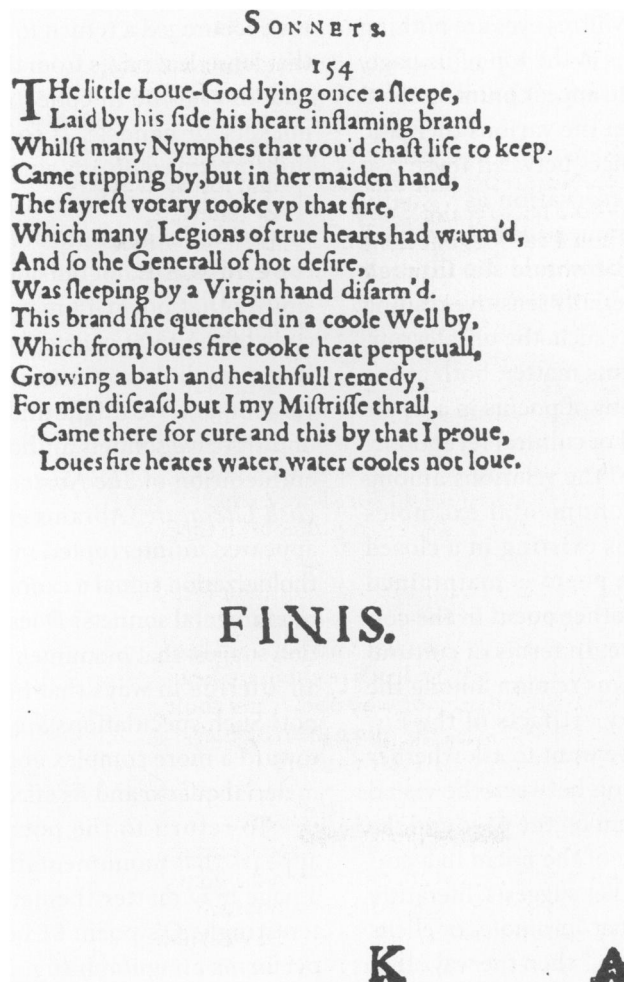 SONNETS.
154
THe little Loue-God lying once aſleepe,
Laid by his ſide his heart inflaming brand,
Whilſt many Nymphes that vou'd chaſt life to keep,
Came tripping by, but in her maiden hand,
The fayreſt votary tooke vp that fire,
Which many Legions of true hearts had warm'd,
And ſo the Generall of hot deſire,
Was ſleeping by a Virgin hand diſarm'd.
This brand ſhe quenched in a coole Well by,
Which from loues fire tooke heat perpetuall,
Growing a bath and healthfull remedy,
For men diſeaſd, but I my Miſtriſſe thrall,
Came there for cure and this by that I proue,
Loues fire heates water, water cooles not loue.
FINIS.
K A